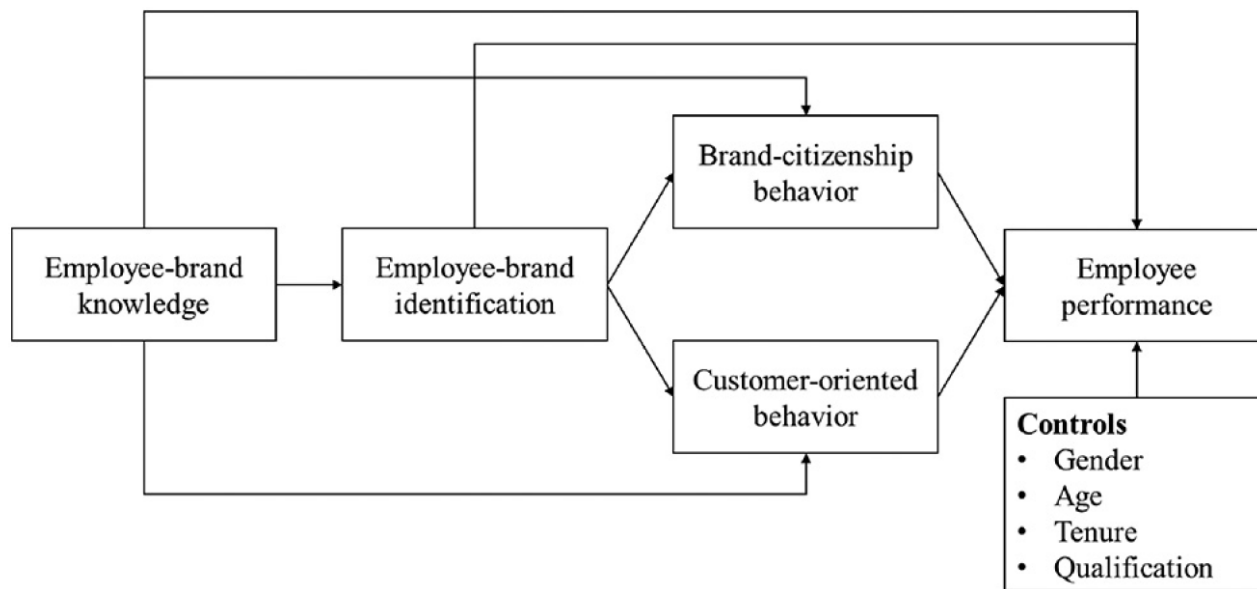 Brand-citizenship
behavior
Employee-brand
knowledge
Employee-brand
identification
Employee
performance
Customer-oriented
behavior
Controls
• Gender
• Age
• Tenure
• Qualification